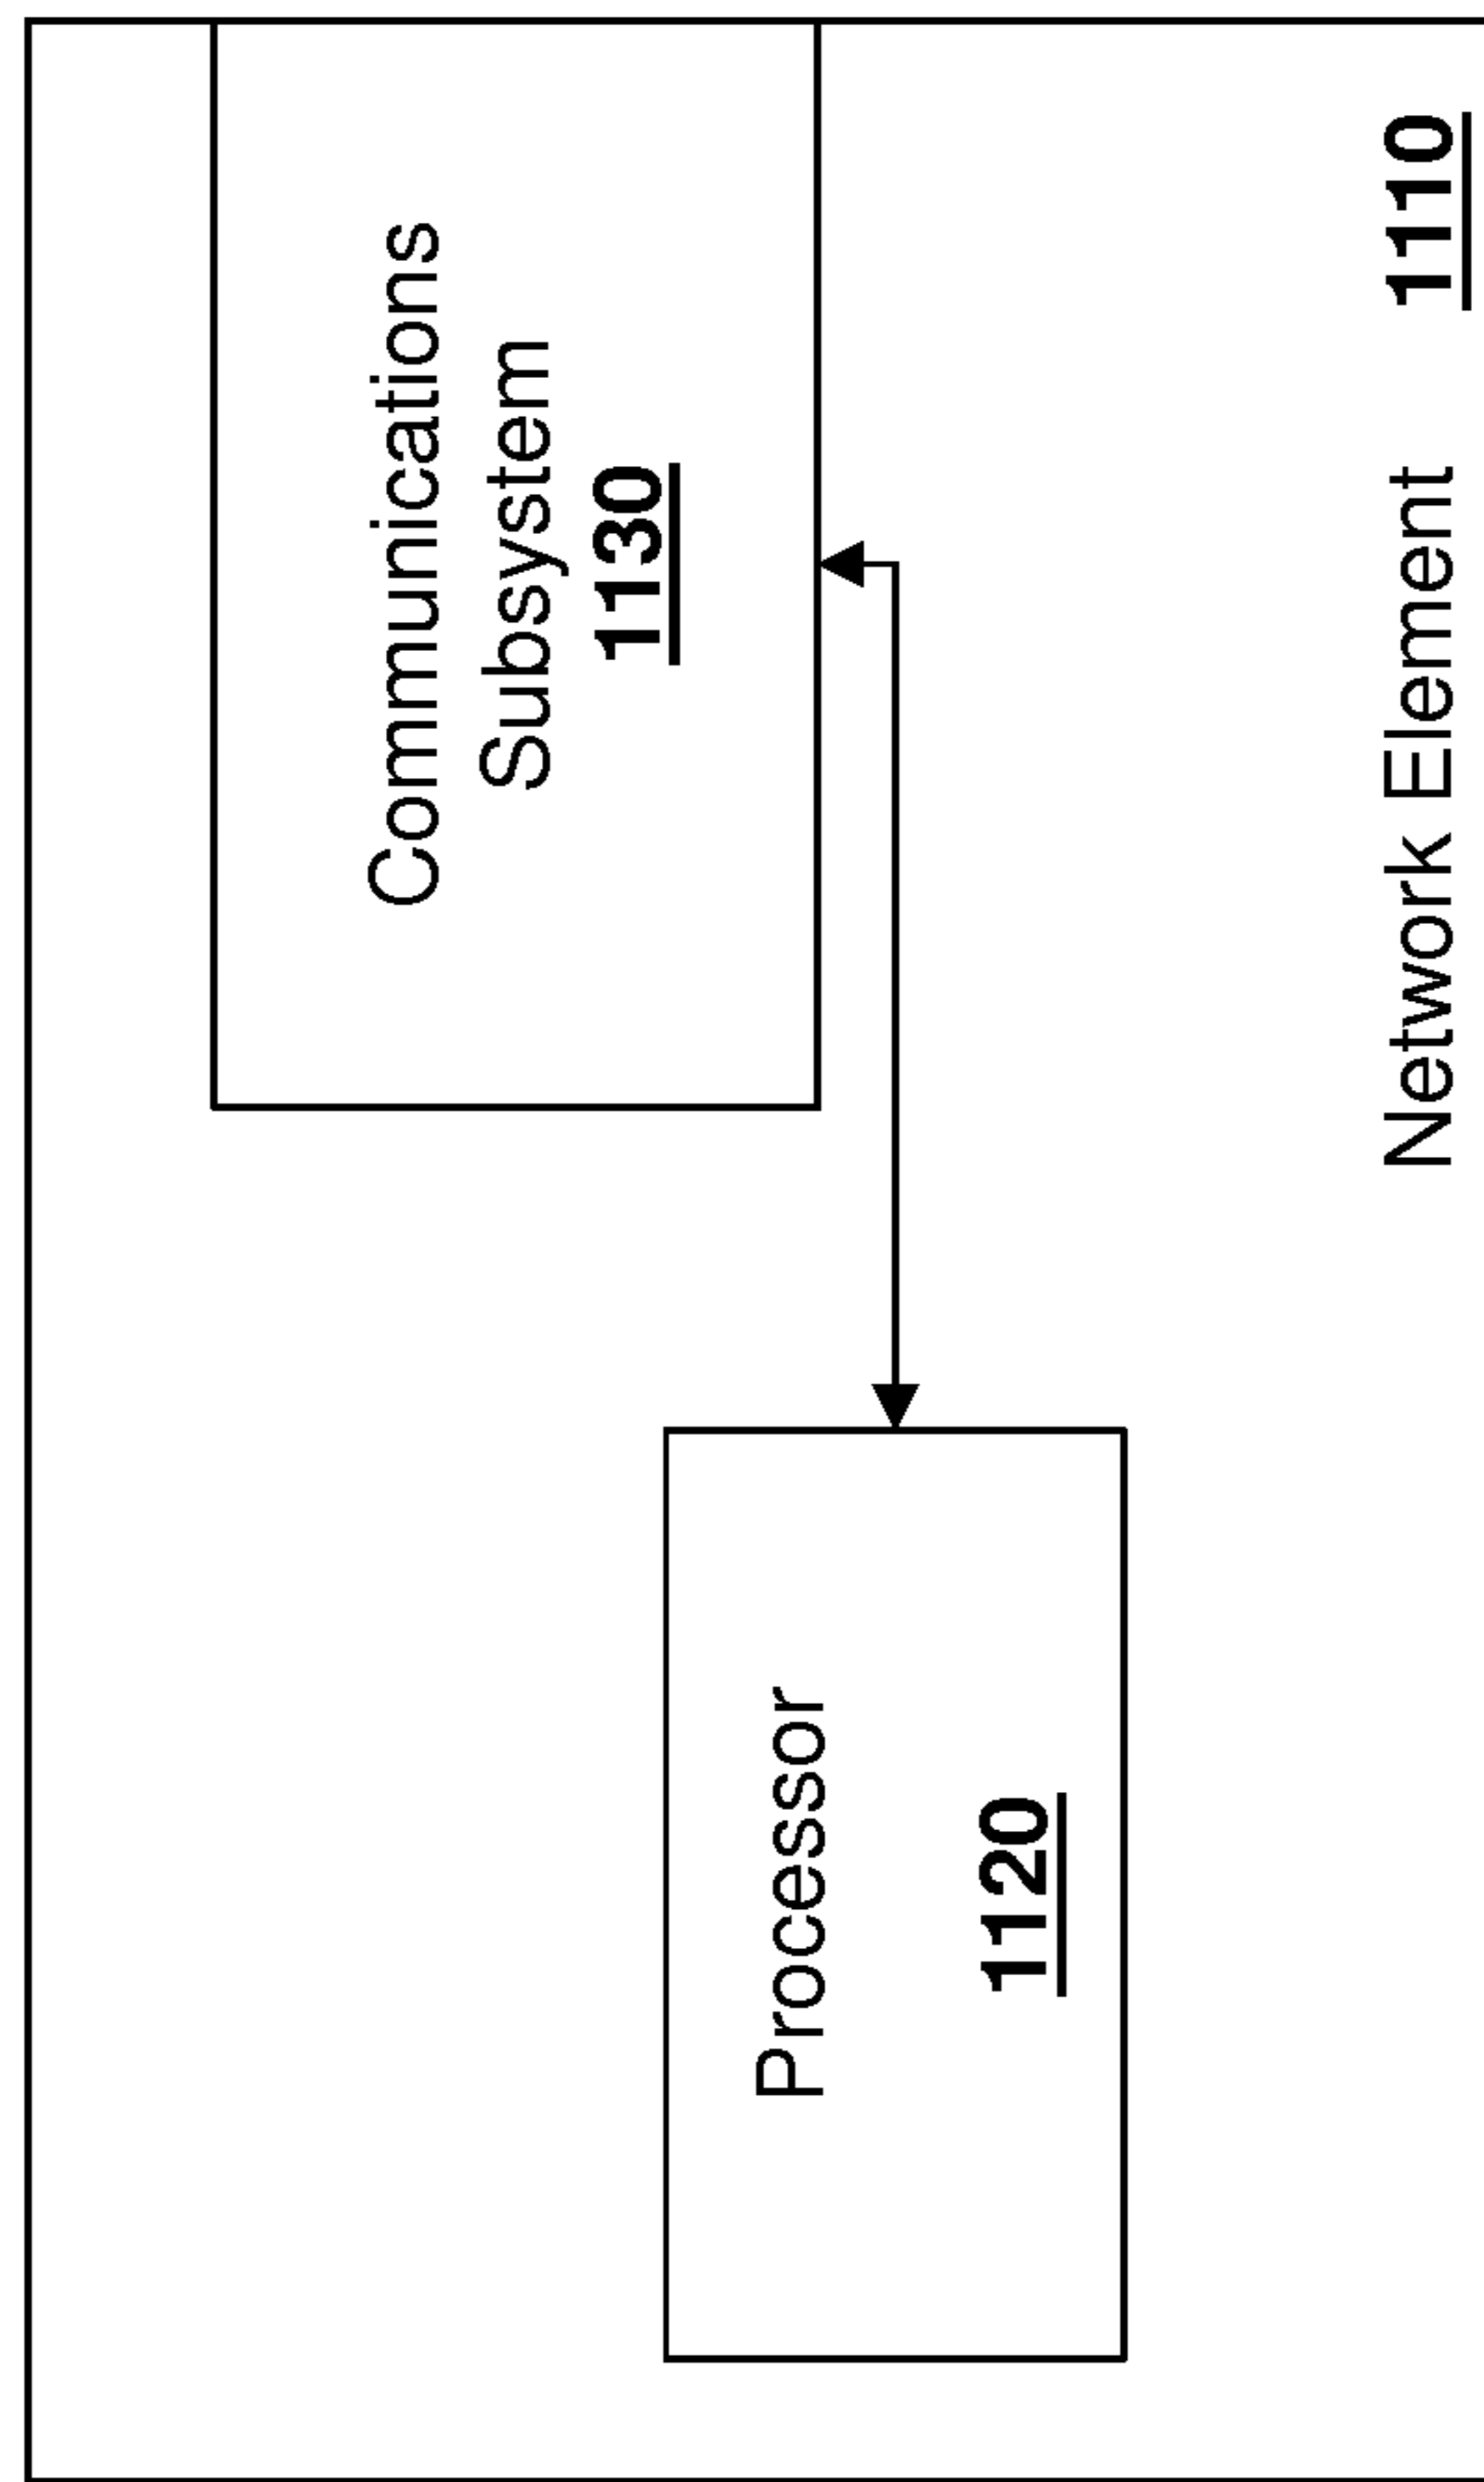 Communications
Subsystem
1130
Processor
1120
Network Element 1110